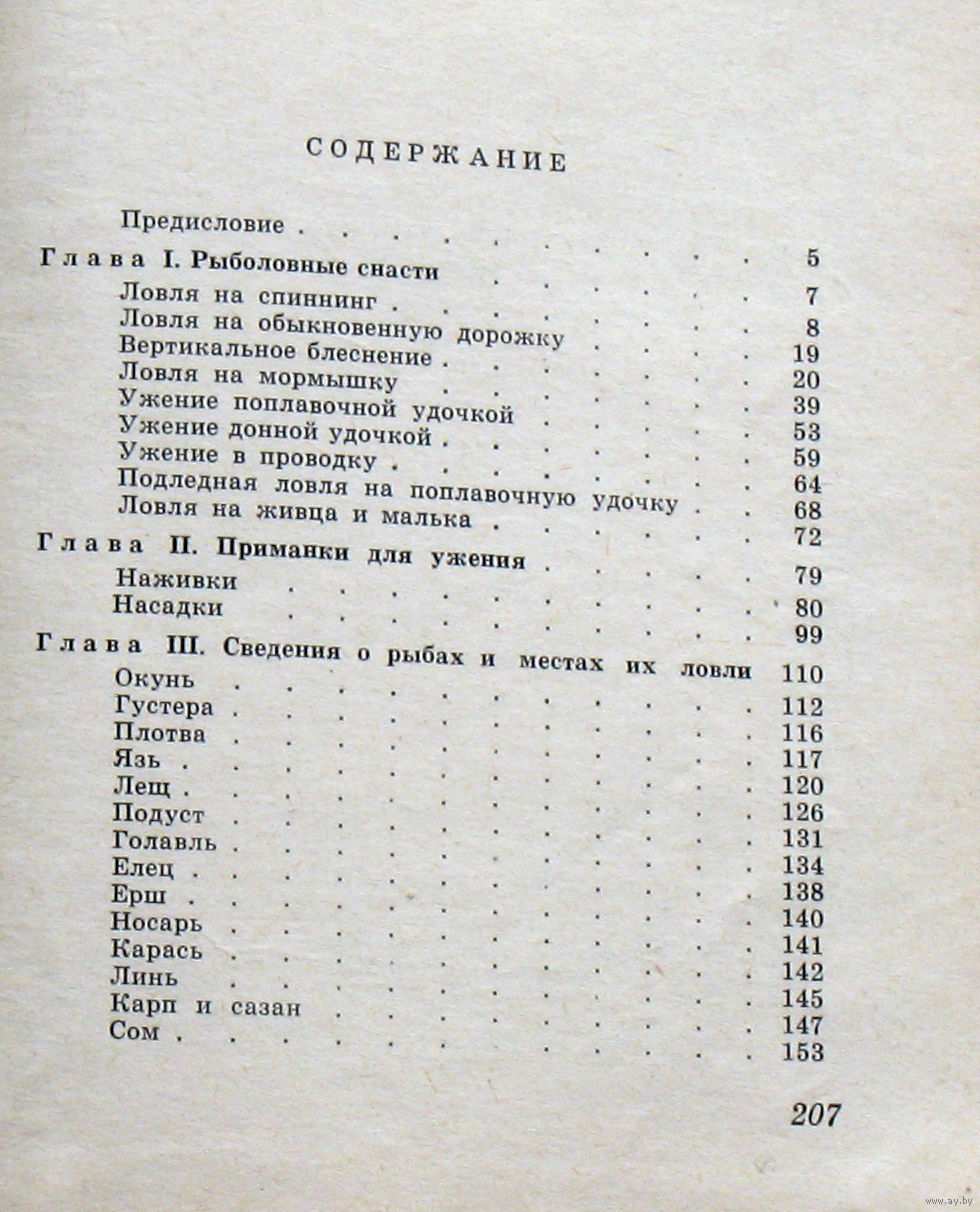 СОДЕРЖАНИЕ
Предисловие . . . . . . . . . . 5
Глава I. Рыболовные снасти . . . . . . 7
Ловля на спиннинг . . . . . . . . 8
Ловля на обыкновенную дорожку . . . . 19
Вертикальное блеснение . . . . . . . 20
Ловля на мормышку . . . . . . . 39
Ужение поплавочной удочкой . . . . . 53
Ужение донной удочкой . . . . . . . 59
Ужение в проводку . . . . . . . . 64
Подледная ловля на поплавочную удочку . . 68
Ловля на живца и малька . . . . . . 72
Глава II. Приманки для ужения . . . . . 79
Наживки . . . . . . . . . . 80
Насадки . . . . . . . . . . 99
Глава III. Сведения о рыбах и местах их ловли 110
Окунь . . . . . . . . . . . 112
Густера . . . . . . . . . . . 116
Плотва . . . . . . . . . . . 117
Язь . . . . . . . . . . . . 120
Лещ . . . . . . . . . . . . 126
Подуст . . . . . . . . . . . 131
Голавль . . . . . . . . . . . 134
Елец . . . . . . . . . . . . 138
Ерш . . . . . . . . . . . . 140
Носарь . . . . . . . . . . . 141
Карась . . . . . . . . . . . 142
Линь . . . . . . . . . . . 145
Карп и сазан . . . . . . . . . 147
Сом . . . . . . . . . . . . 153
207
www.ay.by